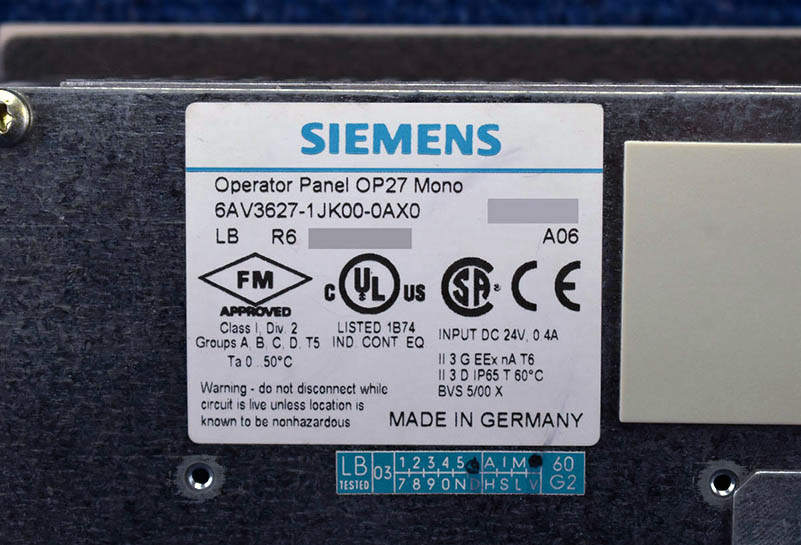 SIEMENS
Operator Panel OP27 Mono
6AV3627-1JK00-0AX0
LB R6 A06
FM
APPROVED
C UL US
SA ®
CE
Class I, Div. 2
Groups A, B, C, D, T5
Ta 0...50°C
LISTED 1B74
IND. CONT. EQ
INPUT DC 24V, 0.4A
II 3 G EEx nA T6
II 3 D IP65 T 60°C
BVS 5/00 X
Warning - do not disconnect while
circuit is live unless location is
known to be nonhazardous
MADE IN GERMANY
LB TESTED 03 1 2 3 4 5 A I M 60
7 8 9 0 N D H S L V G2